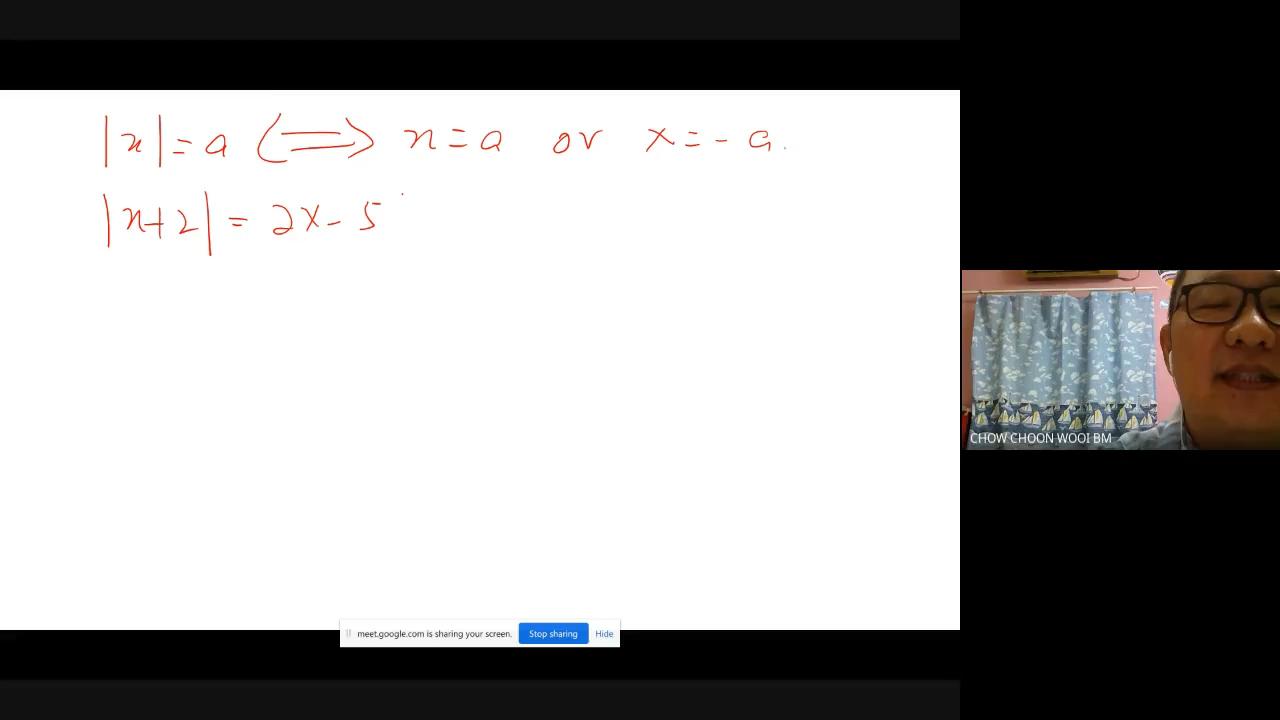 |x| = a ⟺ x = a or x = - a.
|x+2| = 2x - 5
CHOW CHOON WOOI BM
meet.google.com is sharing your screen. Stop sharing Hide